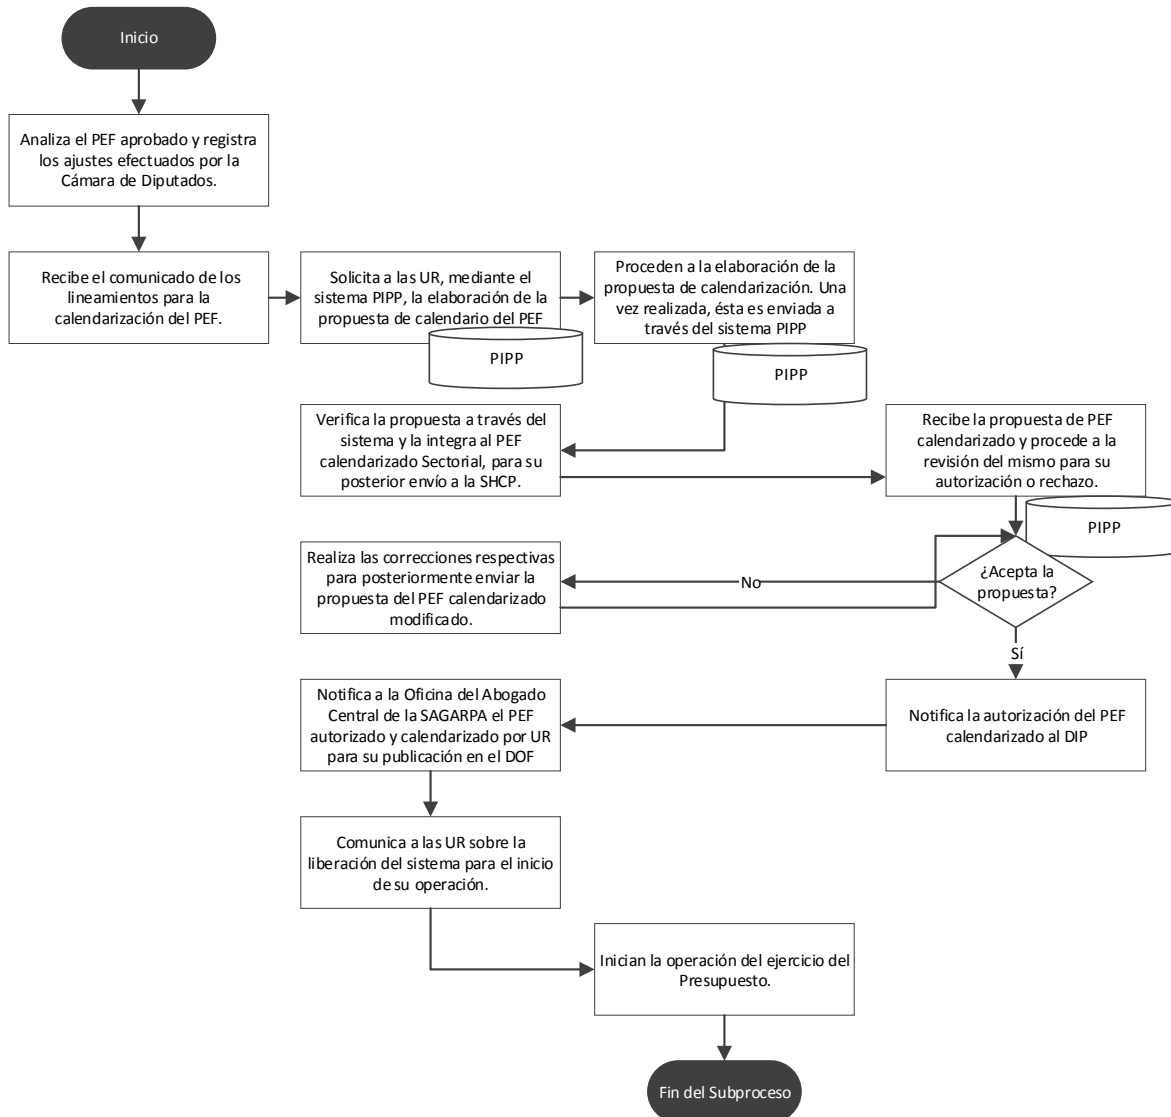 Inicio
Analiza el PEF aprobado y registra
los ajustes efectuados por la
Cámara de Diputados.
Recibe el comunicado de los
lineamientos para la
calendarización del PEF.
Solicita a las UR, mediante el
sistema PIPP, la elaboración de la
propuesta de calendario del PEF
PIPP
Proceden a la elaboración de la
propuesta de calendarización. Una
vez realizada, ésta es enviada a
través del sistema PIPP
PIPP
Verifica la propuesta a través del
sistema y la integra al PEF
calendarizado Sectorial, para su
posterior envío a la SHCP.
Recibe la propuesta de PEF
calendarizado y procede a la
revisión del mismo para su
autorización o rechazo.
PIPP
¿Acepta la
propuesta?
No
Realiza las correcciones respectivas
para posteriormente enviar la
propuesta del PEF calendarizado
modificado.
Sí
Notifica la autorización del PEF
calendarizado al DIP
Notifica a la Oficina del Abogado
Central de la SAGARPA el PEF
autorizado y calendarizado por UR
para su publicación en el DOF
Comunica a las UR sobre la
liberación del sistema para el inicio
de su operación.
Inician la operación del ejercicio del
Presupuesto.
Fin del Subproceso